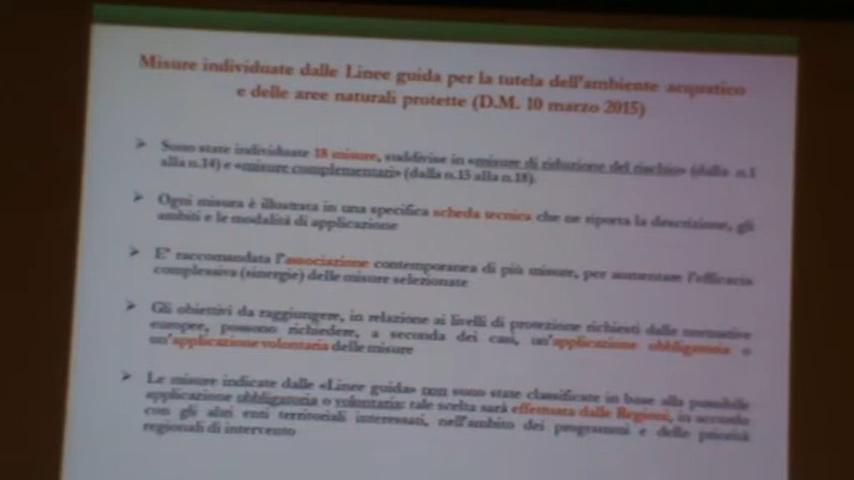 Misure individuate dalle Linee guida per la tutela dell'ambiente acquatico
e delle aree naturali protette (D.M. 10 marzo 2015)
➤ Sono state individuate 18 misure, suddivise in «misure di riduzione del rischio» (dalla n.1
alla n.14) e «misure complementari» (dalla n.15 alla n.18).
➤ Ogni misura è illustrata in una specifica scheda tecnica che ne riporta la descrizione, gli
ambiti e le modalità di applicazione
➤ E' raccomandata l'associazione contemporanea di più misure, per aumentare l'efficacia
complessiva (sinergie) delle misure selezionate
➤ Gli obiettivi da raggiungere, in relazione ai livelli di protezione richiesti dalle normative
europee, possono richiedere, a seconda dei casi, un'applicazione obbligatoria o
un'applicazione volontaria delle misure
➤ Le misure indicate dalle «Linee guida» non sono state classificate in base alla possibile
applicazione obbligatoria o volontaria: tale scelta sarà effettuata dalle Regioni, in accordo
con gli altri enti territoriali interessati, nell'ambito dei programmi e delle priorità
regionali di intervento